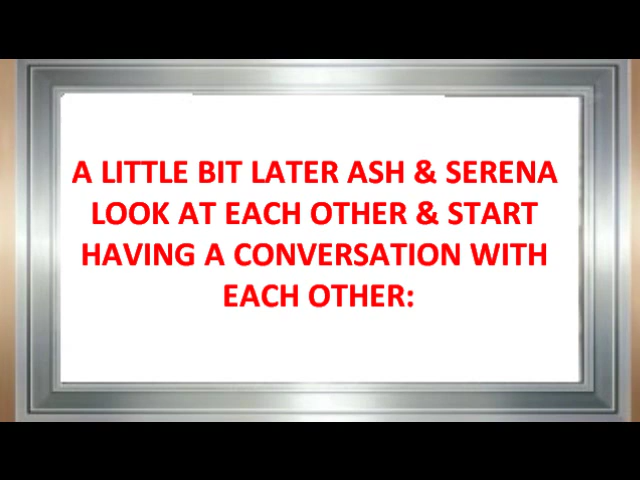 A LITTLE BIT LATER ASH & SERENA
LOOK AT EACH OTHER & START
HAVING A CONVERSATION WITH
EACH OTHER: